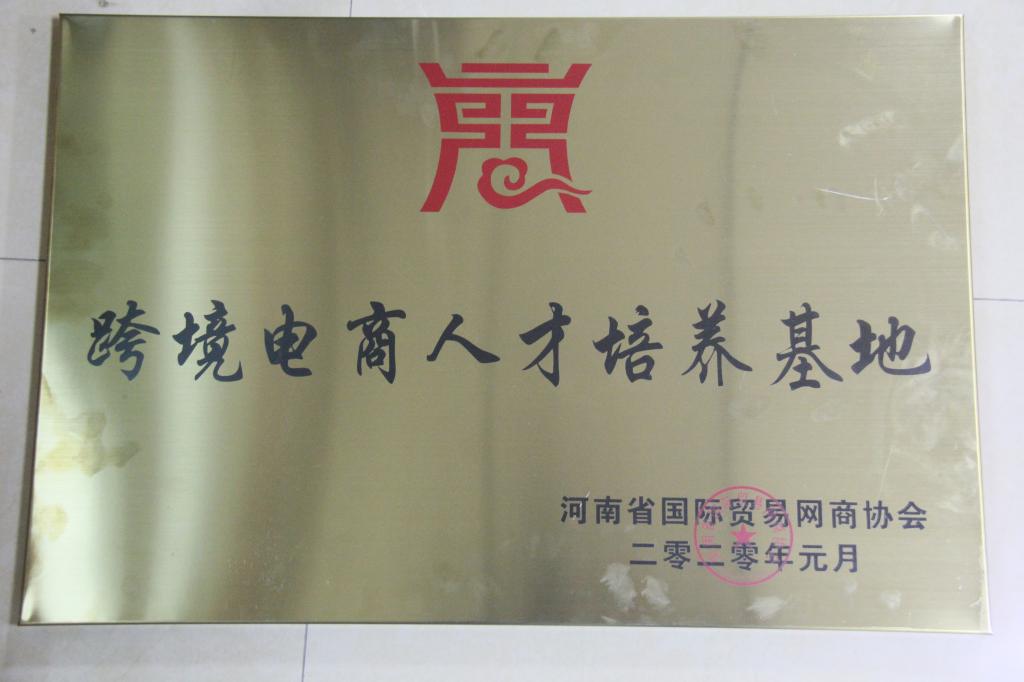 跨境电商人才培养基地
河南省国际贸易网商协会
二零二零年元月